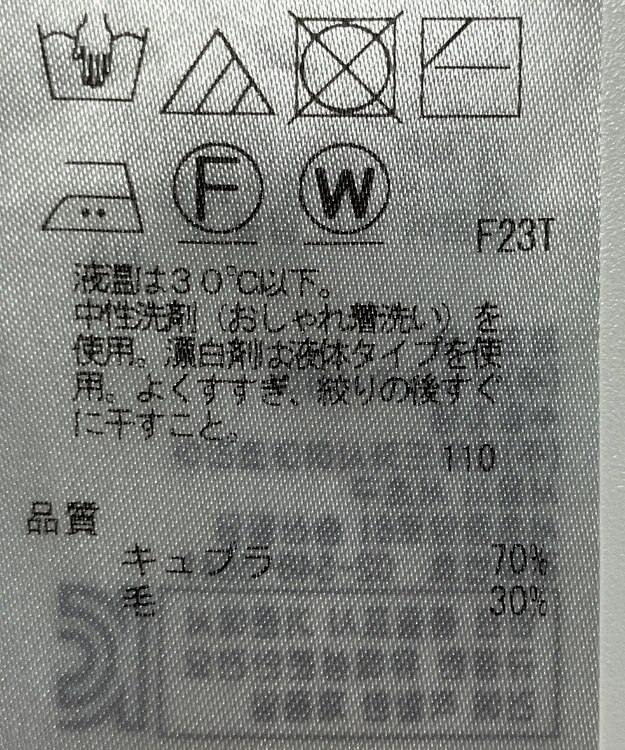 F
W
F23T
液温は30℃以下。
中性洗剤（おしゃれ着洗い）を
使用。漂白剤は液体タイプを使
用。よくすすぎ、絞りの後すぐ
に干すこと。
110
品質
キュプラ 70%
毛 30%